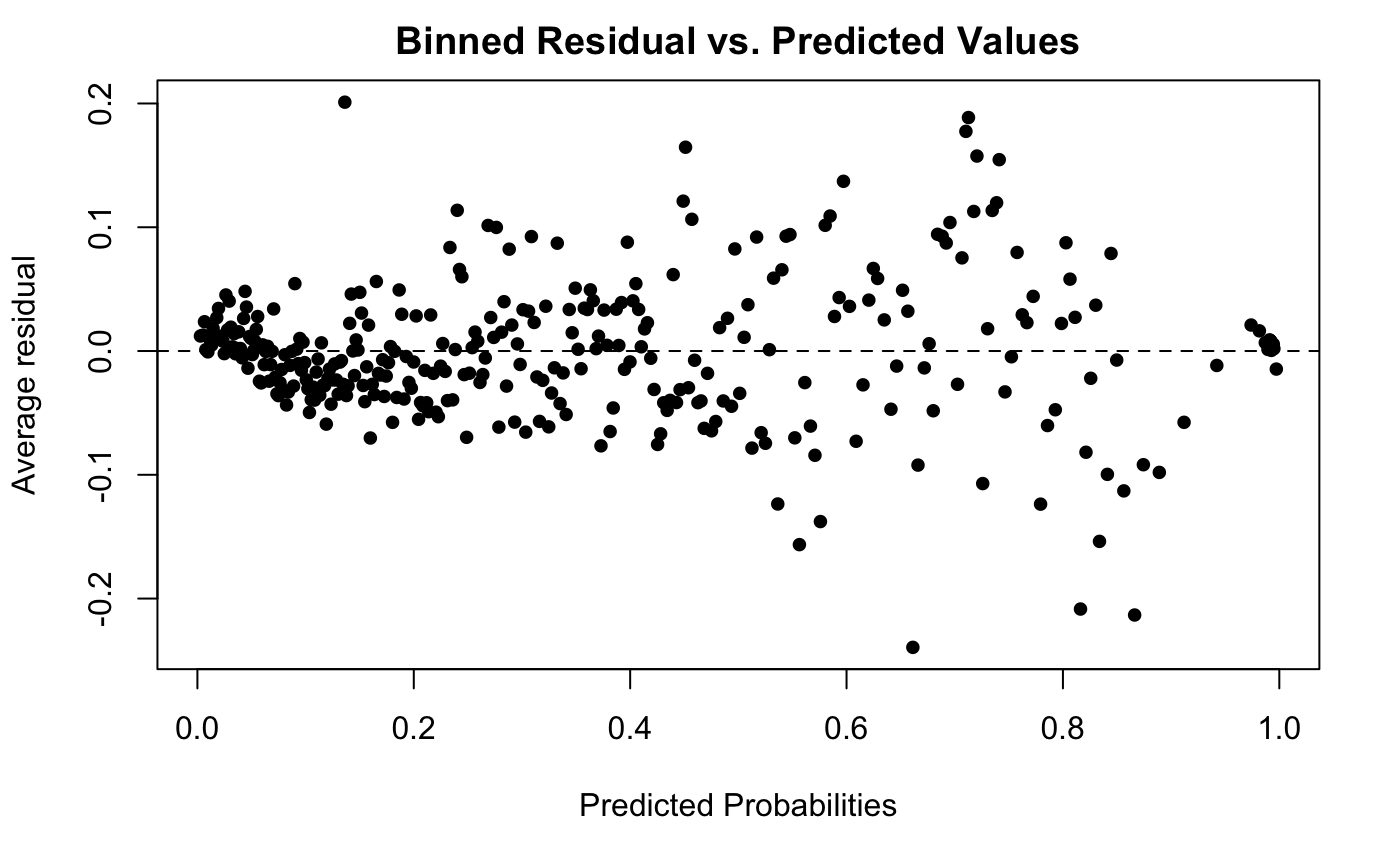 Binned Residual vs. Predicted Values
Average residual
0.2
0.1
0.0
-0.1
-0.2
0.0 0.2 0.4 0.6 0.8 1.0
Predicted Probabilities